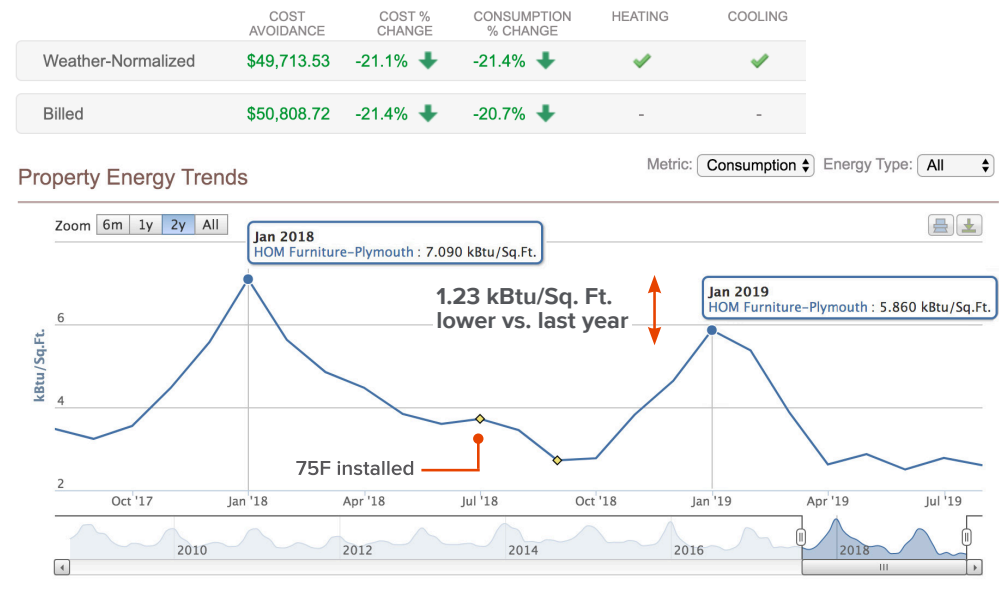 COST AVOIDANCE COST % CHANGE CONSUMPTION % CHANGE HEATING COOLING
Weather-Normalized $49,713.53 -21.1% -21.4%
Billed $50,808.72 -21.4% -20.7% - -
Metric: Consumption Energy Type: All
Property Energy Trends
Zoom 6m 1y 2y All
Jan 2018
HOM Furniture-Plymouth : 7.090 kBtu/Sq.Ft.
1.23 kBtu/Sq. Ft.
lower vs. last year
Jan 2019
HOM Furniture-Plymouth : 5.860 kBtu/Sq.Ft.
kBtu/Sq.Ft.
6
4
2
75F installed
Oct '17 Jan '18 Apr '18 Jul '18 Oct '18 Jan '19 Apr '19 Jul '19
2010 2012 2014 2016 2018